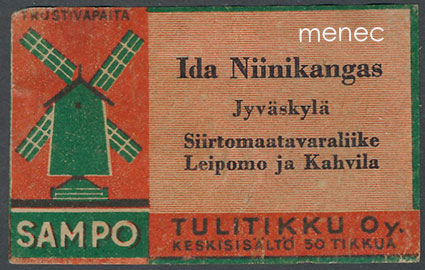 TRUSTIVAPAITA
menec
Ida Niinikangas
Jyväskylä
Siirtomaatavaraliike
Leipomo ja Kahvila
SAMPO
TULITIKKU Oy.
KESKISISÄLTÖ 50 TIKKUA